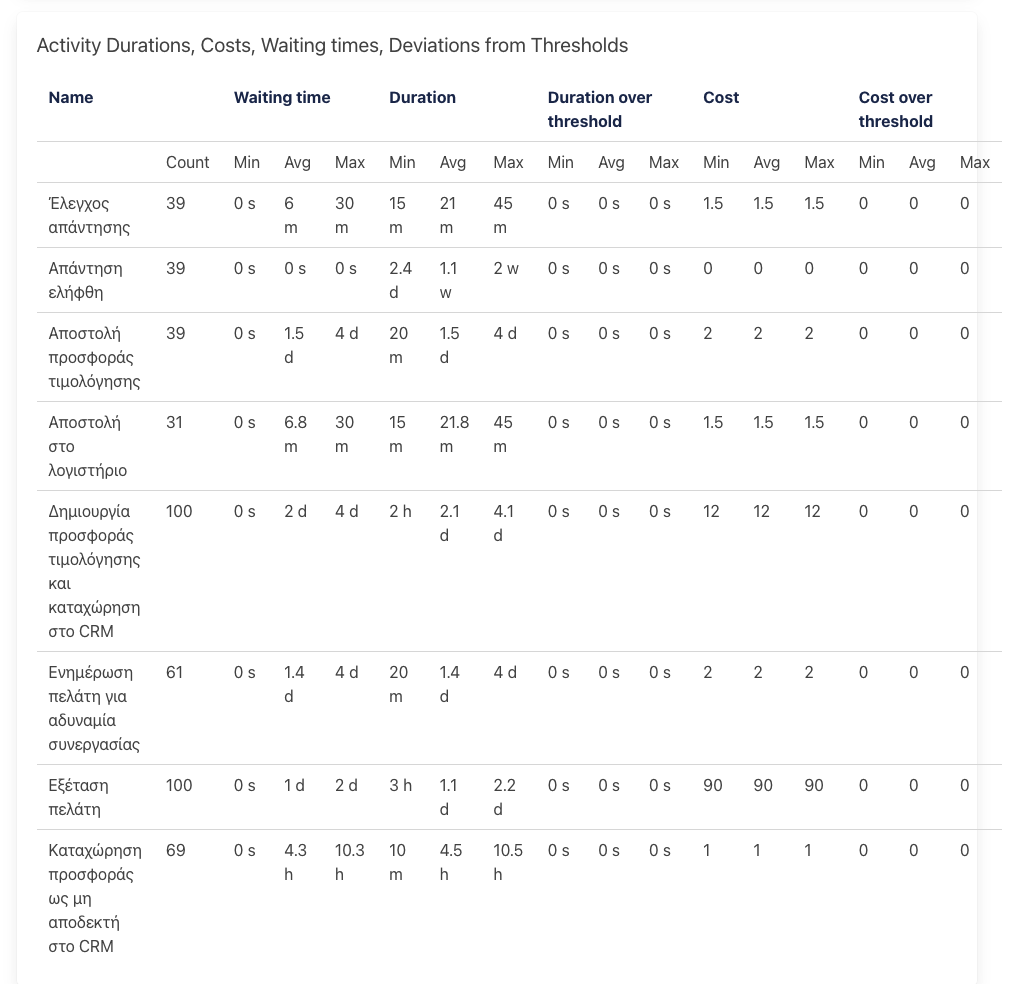 Activity Durations, Costs, Waiting times, Deviations from Thresholds
Name Waiting time Duration Duration over threshold Cost Cost over threshold
Count Min Avg Max Min Avg Max Min Avg Max Min Avg Max Min Avg Max
Έλεγχος απάντησης 39 0 s 6 m 30 m 15 m 21 m 45 m 0 s 0 s 0 s 1.5 1.5 1.5 0 0 0
Απάντηση ελήφθη 39 0 s 0 s 0 s 2.4 d 1.1 w 2 w 0 s 0 s 0 s 0 0 0 0 0 0
Αποστολή προσφοράς τιμολόγησης 39 0 s 1.5 d 4 d 20 m 1.5 d 4 d 0 s 0 s 0 s 2 2 2 0 0 0
Αποστολή στο λογιστήριο 31 0 s 6.8 m 30 m 15 m 21.8 m 45 m 0 s 0 s 0 s 1.5 1.5 1.5 0 0 0
Δημιουργία προσφοράς τιμολόγησης και καταχώρηση στο CRM 100 0 s 2 d 4 d 2 h 2.1 d 4.1 d 0 s 0 s 0 s 12 12 12 0 0 0
Ενημέρωση πελάτη για αδυναμία συνεργασίας 61 0 s 1.4 d 4 d 20 m 1.4 d 4 d 0 s 0 s 0 s 2 2 2 0 0 0
Εξέταση πελάτη 100 0 s 1 d 2 d 3 h 1.1 d 2.2 d 0 s 0 s 0 s 90 90 90 0 0 0
Καταχώρηση προσφοράς ως μη αποδεκτή στο CRM 69 0 s 4.3 h 10.3 h 10 m 4.5 h 10.5 h 0 s 0 s 0 s 1 1 1 0 0 0